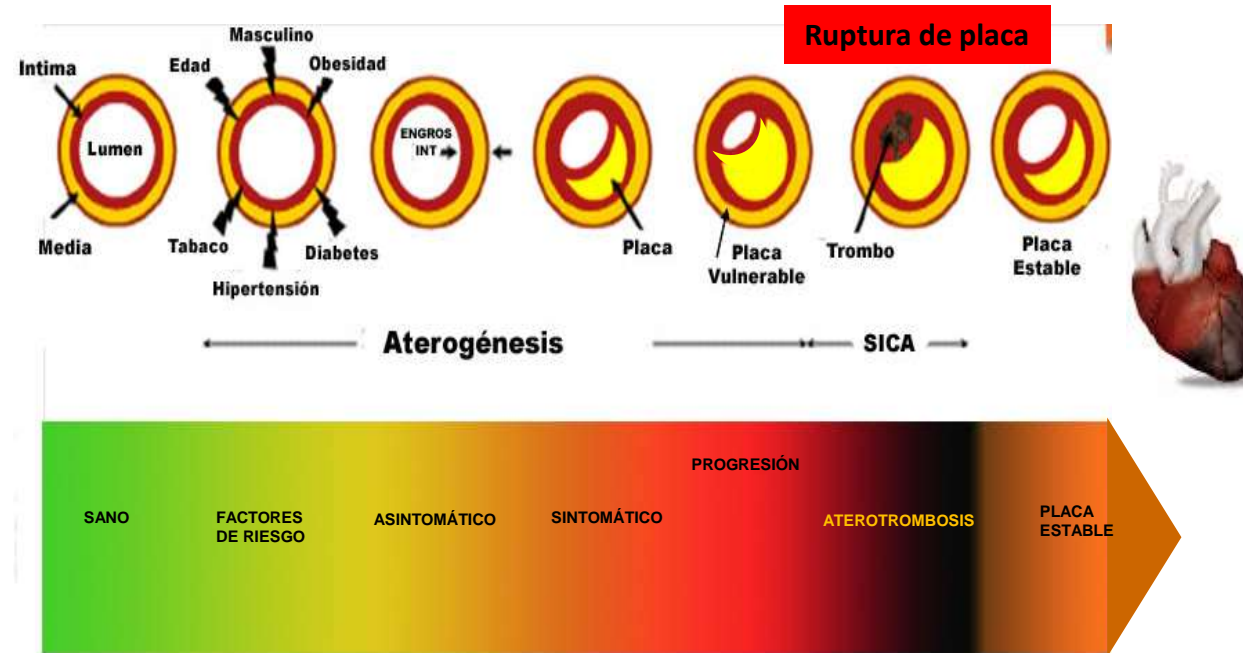 Ruptura de placa
Masculino
Edad
Obesidad
Intima
Lumen
ENGROS
INT
Media
Tabaco
Diabetes
Hipertensión
Placa
Placa
Vulnerable
Trombo
Placa
Estable
Aterogénesis
SICA
SANO
FACTORES
DE RIESGO
ASINTOMÁTICO
SINTOMÁTICO
PROGRESIÓN
ATEROTROMBOSIS
PLACA
ESTABLE